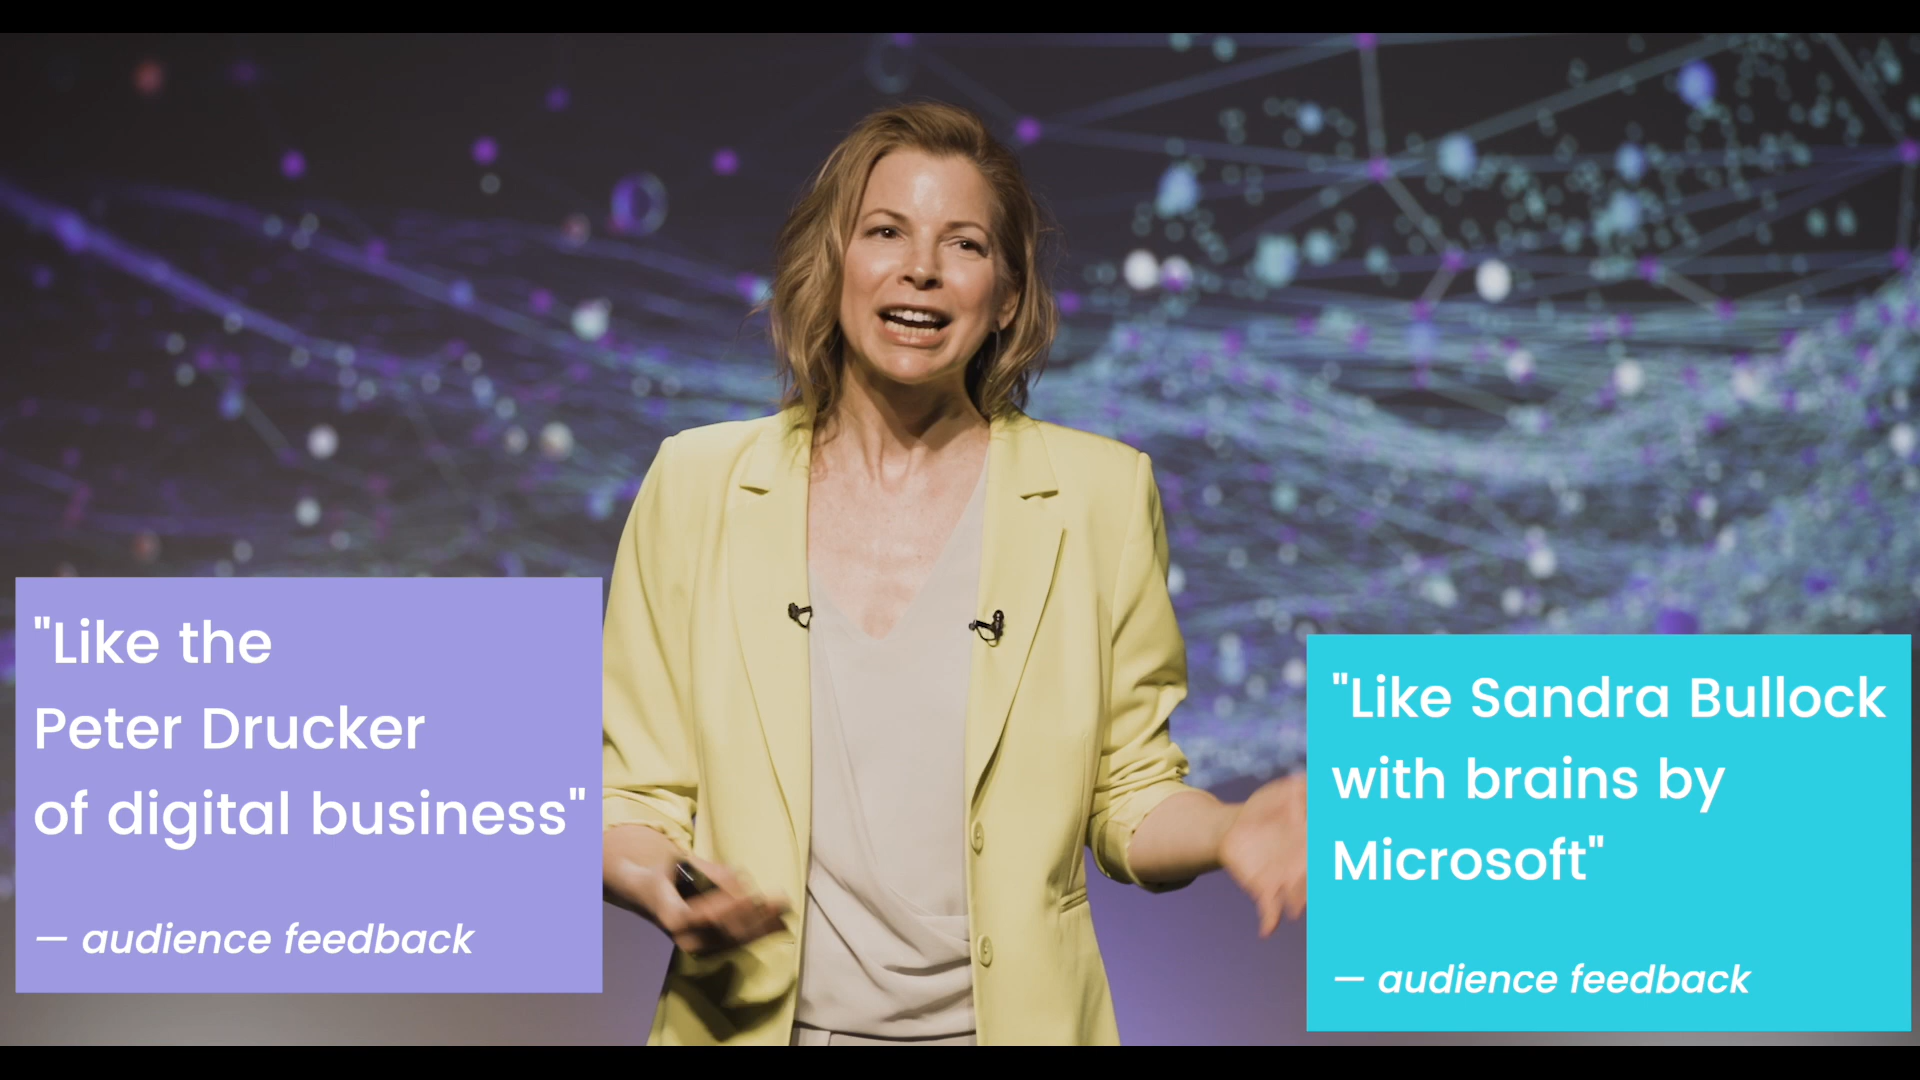 "Like the
Peter Drucker
of digital business"
— audience feedback
"Like Sandra Bullock
with brains by
Microsoft"
— audience feedback